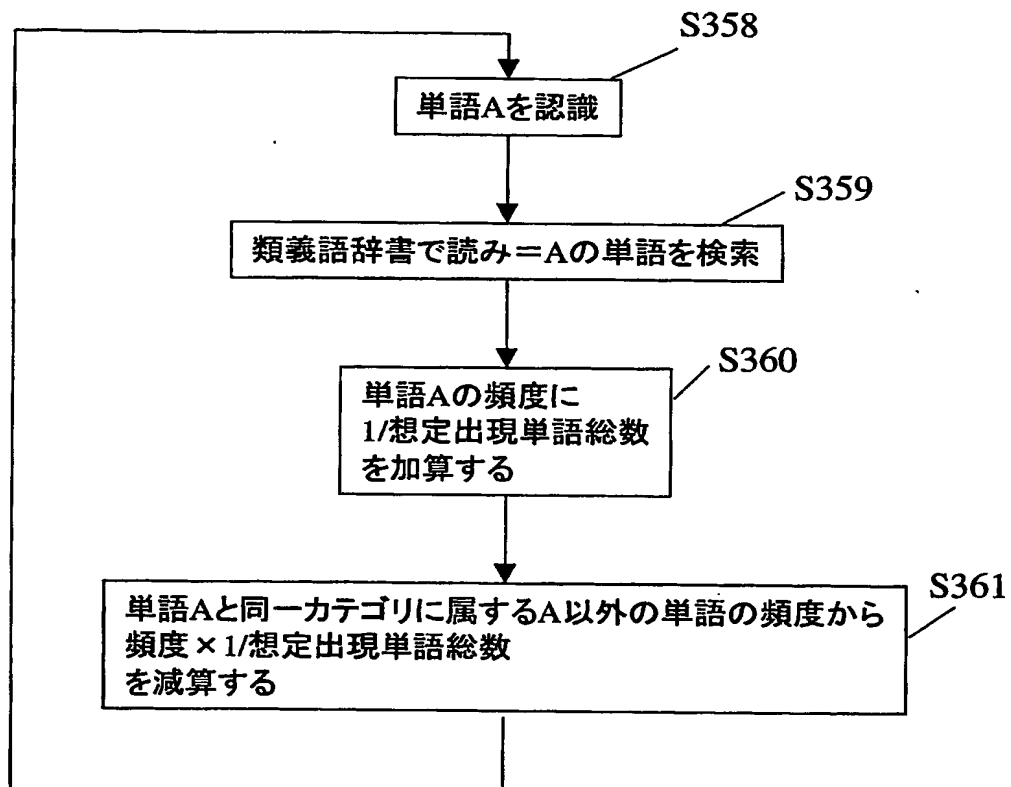 S358
単語Aを認識
S359
類義語辞書で読み＝Aの単語を検索
S360
単語Aの頻度に
1/想定出現単語総数
を加算する
S361
単語Aと同一カテゴリに属するA以外の単語の頻度から
頻度×1/想定出現単語総数
を減算する